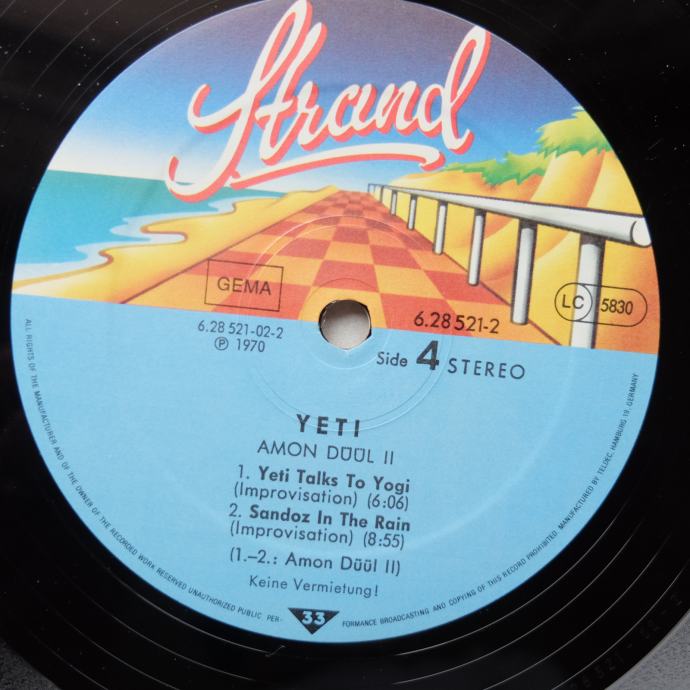 Strand
GEMA
LC 5830
6.28 521-02-2
℗ 1970
6.28 521-2
Side 4 STEREO
YETI
AMON DÜÜL II
1. Yeti Talks To Yogi
(Improvisation) (6:06)
2. Sandoz In The Rain
(Improvisation) (8:55)
(1.–2.: Amon Düül II)
Keine Vermietung!
33
ALL RIGHTS OF THE MANUFACTURER AND OF THE OWNER OF THE RECORDED WORK RESERVED UNAUTHORIZED PUBLIC PER- FORMANCE BROADCASTING AND COPYING OF THIS RECORD PROHIBITED. MANUFACTURED BY TELDEC, HAMBURG 19, GERMANY